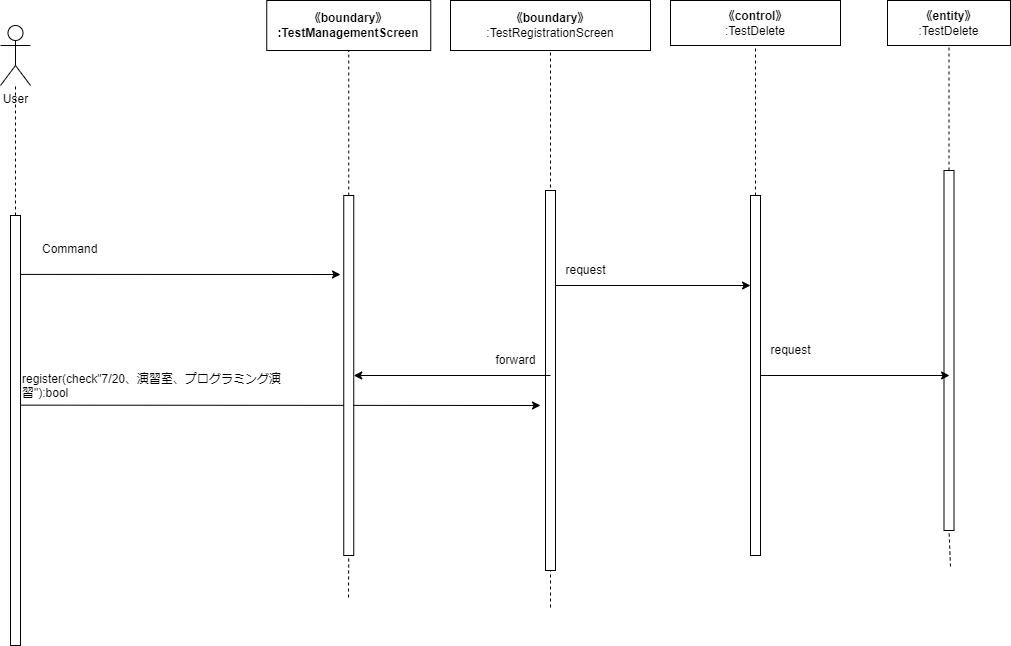 《boundary》
:TestManagementScreen
《boundary》
:TestRegistrationScreen
《control》
:TestDelete
《entity》
:TestDelete
User
Command
request
request
forward
register(check"7/20、演習室、プログラミング演
習"):bool